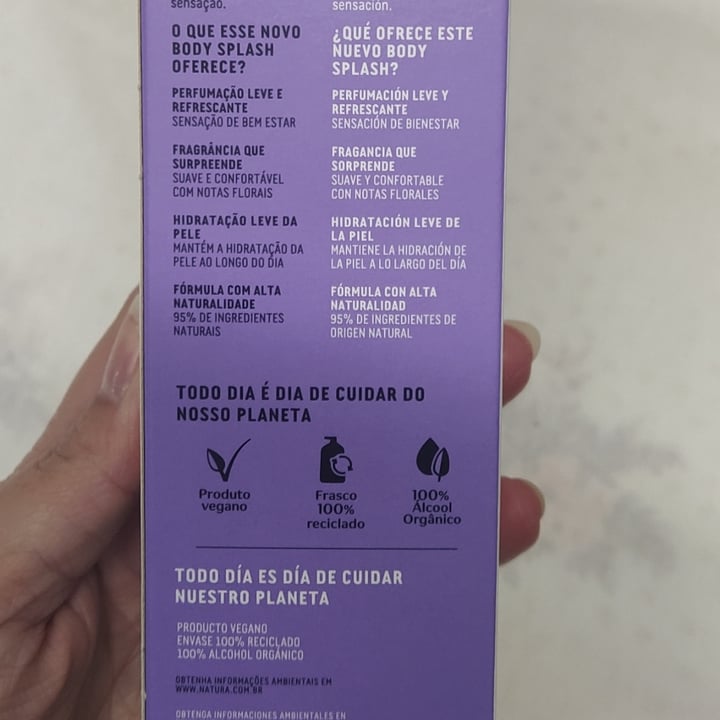 sensação.
O QUE ESSE NOVO
BODY SPLASH
OFERECE?
PERFUMAÇÃO LEVE E
REFRESCANTE
SENSAÇÃO DE BEM ESTAR
FRAGRÂNCIA QUE
SURPREENDE
SUAVE E CONFORTÁVEL
COM NOTAS FLORAIS
HIDRATAÇÃO LEVE DA
PELE
MANTÉM A HIDRATAÇÃO DA
PELE AO LONGO DO DIA
FÓRMULA COM ALTA
NATURALIDADE
95% DE INGREDIENTES
NATURAIS
sensación.
¿QUÉ OFRECE ESTE
NUEVO BODY
SPLASH?
PERFUMACIÓN LEVE Y
REFRESCANTE
SENSACIÓN DE BIENESTAR
FRAGANCIA QUE
SORPRENDE
SUAVE Y CONFORTABLE
CON NOTAS FLORALES
HIDRATACIÓN LEVE DE
LA PIEL
MANTIENE LA HIDRACIÓN DE
LA PIEL A LO LARGO DEL DÍA
FÓRMULA CON ALTA
NATURALIDAD
95% DE INGREDIENTES DE
ORIGEN NATURAL
TODO DIA É DIA DE CUIDAR DO
NOSSO PLANETA
Produto
vegano
Frasco
100%
reciclado
100%
Álcool
Orgânico
TODO DÍA ES DÍA DE CUIDAR
NUESTRO PLANETA
PRODUCTO VEGANO
ENVASE 100% RECICLADO
100% ALCOHOL ORGÁNICO
OBTENHA INFORMAÇÕES AMBIENTAIS EM
WWW.NATURA.COM.BR
OBTENGA INFORMACIONES AMBIENTALES EN